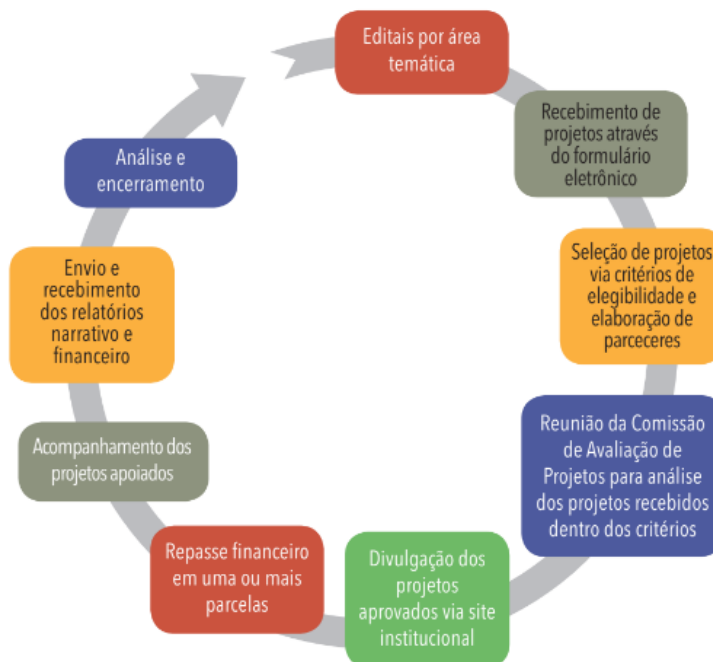 Editais por área
temática
Recebimento de
projetos através
do formulário
eletrônico
Seleção de projetos
via critérios de
elegibilidade e
elaboração de
parceceres
Reunião da Comissão
de Avaliação de
Projetos para análise
dos projetos recebidos
dentro dos critérios
Divulgação dos
projetos
aprovados via site
institucional
Repasse financeiro
em uma ou mais
parcelas
Acompanhamento dos
projetos apoiados
Envio e
recebimento
dos relatórios
narrativo e
financeiro
Análise e
encerramento